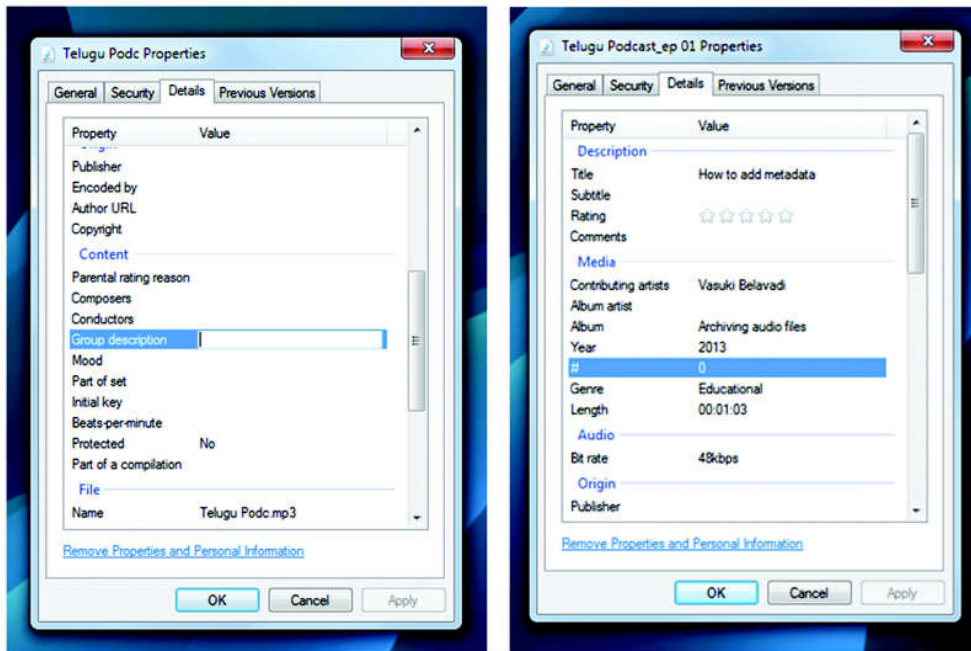 Telugu Podc Properties
General Security Details Previous Versions
Property Value
Origin
Publisher
Encoded by
Author URL
Copyright
Content
Parental rating reason
Composers
Conductors
Group description
Mood
Part of set
Initial key
Beats-per-minute
Protected No
Part of a compilation
File
Name Telugu Podc.mp3
Remove Properties and Personal Information
OK Cancel Apply
Telugu Podcast_ep 01 Properties
General Security Details Previous Versions
Property Value
Description
Title How to add metadata
Subtitle
Rating
Comments
Media
Contributing artists Vasuki Belavadi
Album artist
Album Archiving audio files
Year 2013
# 0
Genre Educational
Length 00:01:03
Audio
Bit rate 48kbps
Origin
Publisher
Remove Properties and Personal Information
OK Cancel Apply